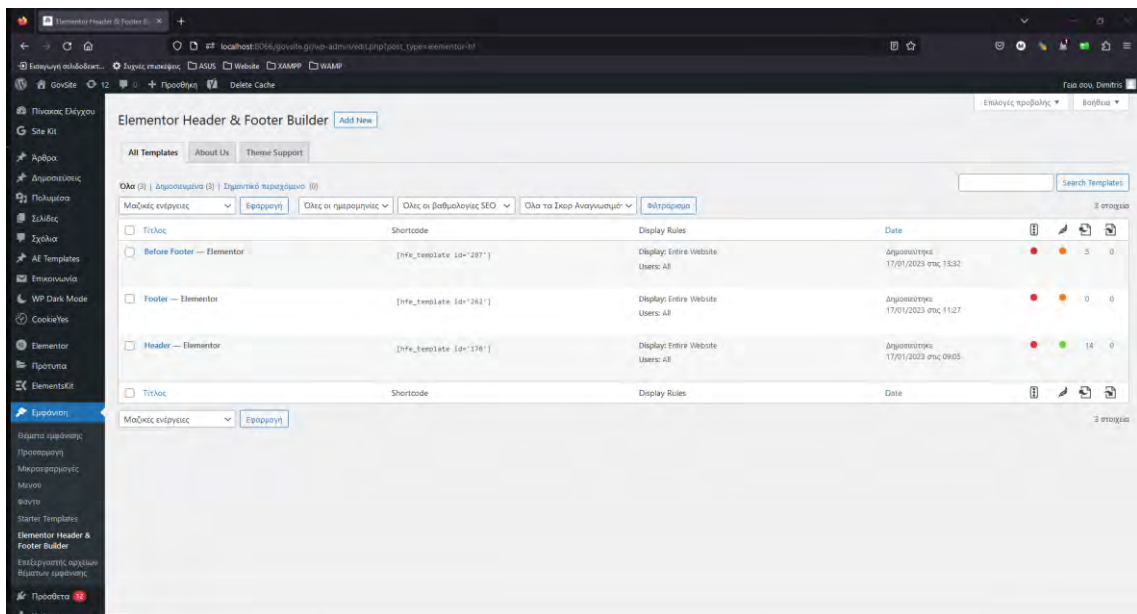 Elementor Header & Footer B
localhost:8066/govsite.gr/wp-admin/edit.php?post_type=elementor-hf
Εισαγωγή σελιδοδεικτ... Συχνές επισκέψεις ASUS Website XAMPP WAMP
GovSite 12 0 Προσθήκη Delete Cache Γεια σου, Dimitris
Επιλογές προβολής Βοήθεια
Πίνακας Ελέγχου
Site Kit
Άρθρα
Δημοσιεύσεις
Πολυμέσα
Σελίδες
Σχόλια
AE Templates
Επικοινωνία
WP Dark Mode
CookieYes
Elementor
Πρότυπα
ElementsKit
Εμφάνιση
Θέματα εμφάνισης
Προσαρμογή
Μικροεφαρμογές
Μενού
Φόντο
Starter Templates
Elementor Header &
Footer Builder
Επεξεργαστής αρχείων
θεμάτων εμφάνισης
Πρόσθετα 12
Elementor Header & Footer Builder Add New
All Templates About Us Theme Support
Όλα (3) | Δημοσιευμένα (3) | Σημαντικό περιεχόμενο (0)
Search Templates
Μαζικές ενέργειες Εφαρμογή Όλες οι ημερομηνίες Όλες οι βαθμολογίες SEO Όλα τα Σκορ Αναγνωσιμό Φιλτράρισμα 3 στοιχεία
Τίτλος Shortcode Display Rules Date
Before Footer — Elementor [hfe_template id='287'] Display: Entire Website Δημοσιεύτηκε 5 0
Users: All 17/01/2023 στις 13:32
Footer — Elementor [hfe_template id='262'] Display: Entire Website Δημοσιεύτηκε 0 0
Users: All 17/01/2023 στις 11:27
Header — Elementor [hfe_template id='176'] Display: Entire Website Δημοσιεύτηκε 14 0
Users: All 17/01/2023 στις 09:05
Τίτλος Shortcode Display Rules Date
Μαζικές ενέργειες Εφαρμογή 3 στοιχεία